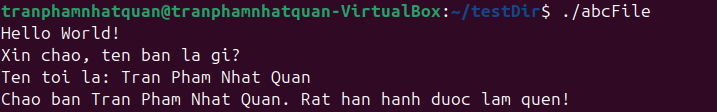 tranphamnhatquan@tranphamnhatquan-VirtualBox:~/testDir$ ./abcFile
Hello World!
Xin chao, ten ban la gi?
Ten toi la: Tran Pham Nhat Quan
Chao ban Tran Pham Nhat Quan. Rat han hanh duoc lam quen!